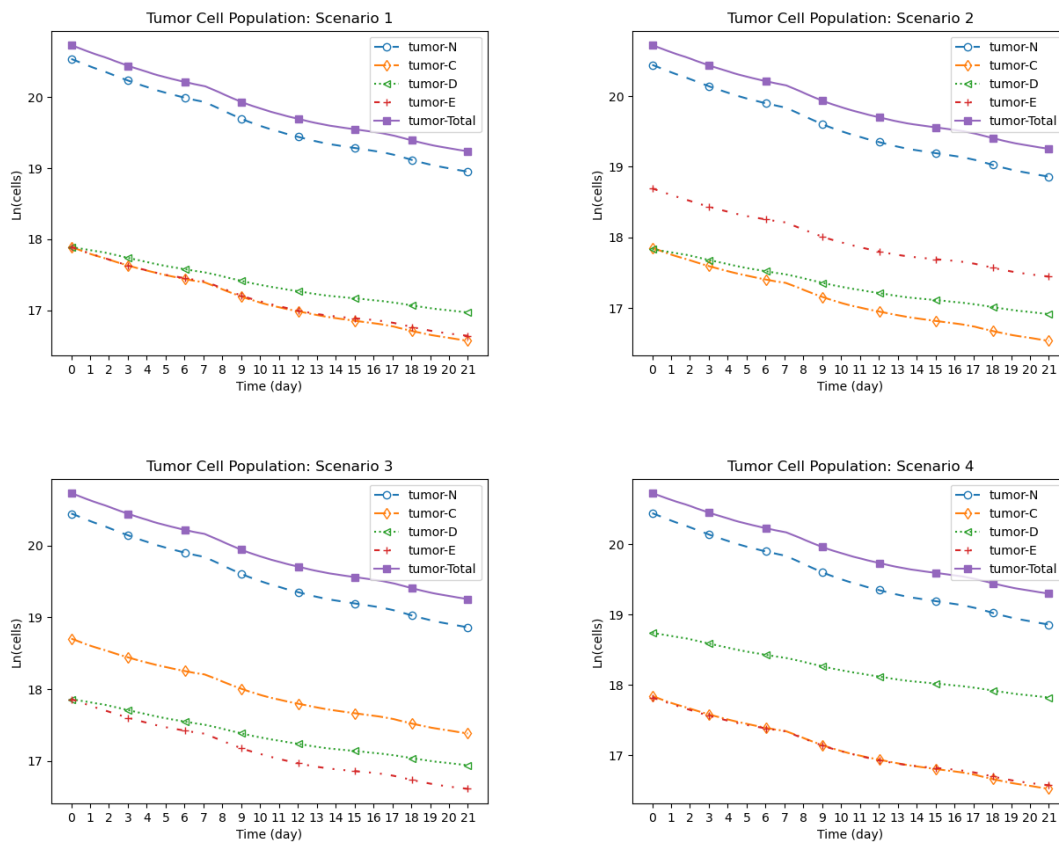 Tumor Cell Population: Scenario 1
tumor-N
tumor-C
tumor-D
tumor-E
tumor-Total
Ln(cells)
20
19
18
17
0 1 2 3 4 5 6 7 8 9 10 11 12 13 14 15 16 17 18 19 20 21
Time (day)
Tumor Cell Population: Scenario 2
tumor-N
tumor-C
tumor-D
tumor-E
tumor-Total
Ln(cells)
20
19
18
17
0 1 2 3 4 5 6 7 8 9 10 11 12 13 14 15 16 17 18 19 20 21
Time (day)
Tumor Cell Population: Scenario 3
tumor-N
tumor-C
tumor-D
tumor-E
tumor-Total
Ln(cells)
20
19
18
17
0 1 2 3 4 5 6 7 8 9 10 11 12 13 14 15 16 17 18 19 20 21
Time (day)
Tumor Cell Population: Scenario 4
tumor-N
tumor-C
tumor-D
tumor-E
tumor-Total
Ln(cells)
20
19
18
17
0 1 2 3 4 5 6 7 8 9 10 11 12 13 14 15 16 17 18 19 20 21
Time (day)